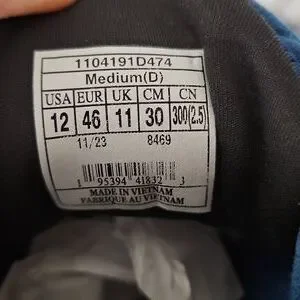 1104191D474
Medium(D)
USA EUR UK CM CN
12 46 11 30 300(2.5)
11/23 8469
1 95394 41832 3
MADE IN VIETNAM
FABRIQUE AU VIETNAM